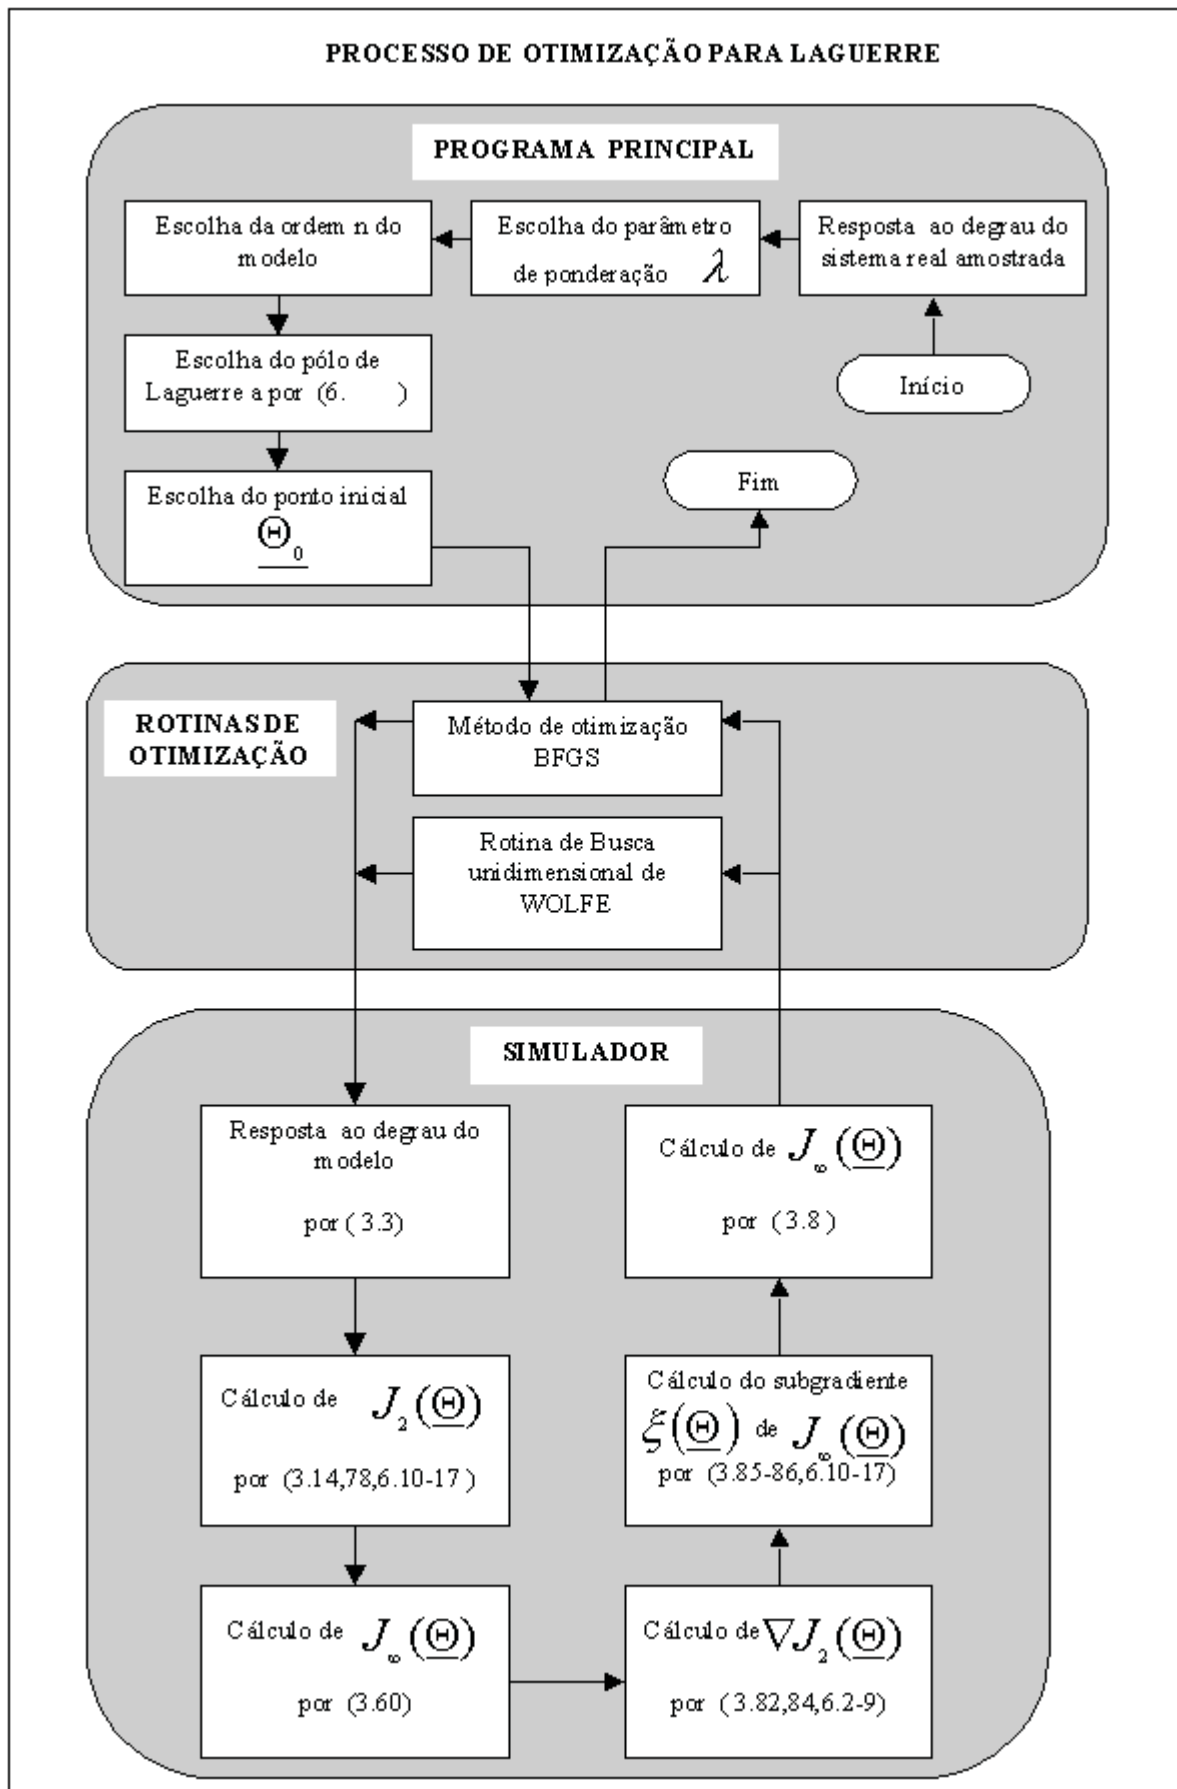 PROCESSO DE OTIMIZAÇÃO PARA LAGUERRE
PROGRAMA PRINCIPAL
Escolha da ordem n do
modelo
Escolha do parâmetro
de ponderação λ
Resposta ao degrau do
sistema real amostrada
Escolha do pólo de
Laguerre a por (6. )
Início
Escolha do ponto inicial
Θ₀
Fim
ROTINAS DE
OTIMIZAÇÃO
Método de otimização
BFGS
Rotina de Busca
unidimensional de
WOLFE
SIMULADOR
Resposta ao degrau do
modelo
por ( 3.3)
Cálculo de J∞(Θ)
por (3.8 )
Cálculo de J₂(Θ)
por (3.14,78,6.10-17 )
Cálculo do subgradiente
ξ(Θ) de J∞(Θ)
por (3.85-86,6.10-17)
Cálculo de J∞(Θ)
por (3.60)
Cálculo de ∇J₂(Θ)
por (3.82,84,6.2-9)